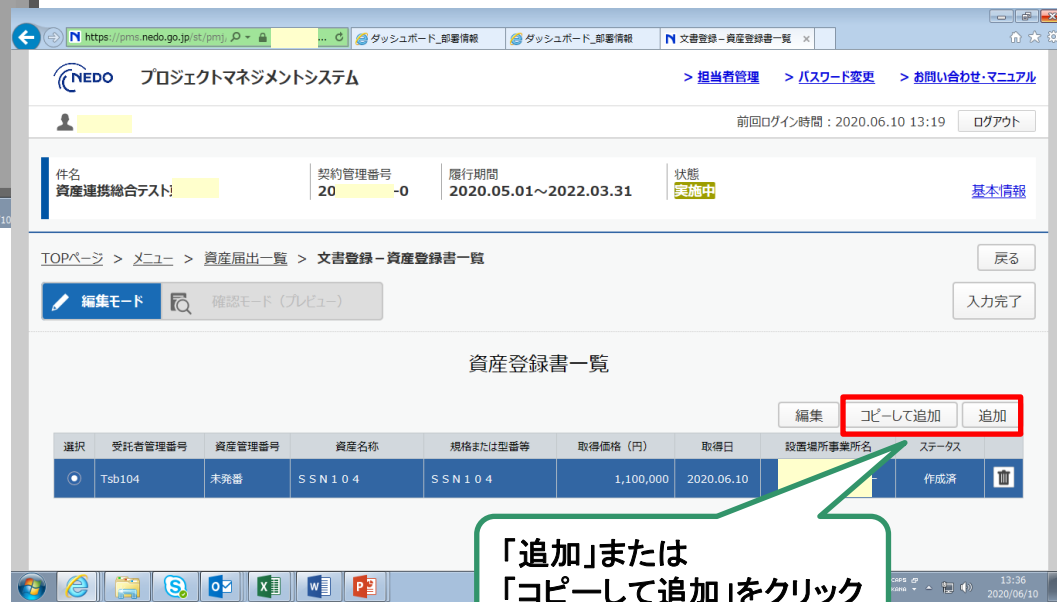 https://pms.nedo.go.jp/st/pmj, ... ダッシュボード_部署情報 ダッシュボード_部署情報 文書登録－資産登録書一覧
NEDO プロジェクトマネジメントシステム > 担当者管理 > パスワード変更 > お問い合わせ・マニュアル
前回ログイン時間：2020.06.10 13:19 ログアウト
件名 契約管理番号 履行期間 状態
資産連携総合テスト 20 -0 2020.05.01～2022.03.31 実施中 基本情報
10
TOPページ > メニュー > 資産届出一覧 > 文書登録－資産登録書一覧 戻る
編集モード 確認モード（プレビュー） 入力完了
資産登録書一覧
編集 コピーして追加 追加
選択 受託者管理番号 資産管理番号 資産名称 規格または型番等 取得価格（円） 取得日 設置場所事業所名 ステータス
Tsb104 未発番 ＳＳＮ１０４ ＳＳＮ１０４ 1,100,000 2020.06.10 作成済
「追加」または
「コピーして追加」をクリック
CAPS
KANA
13:36
2020/06/10